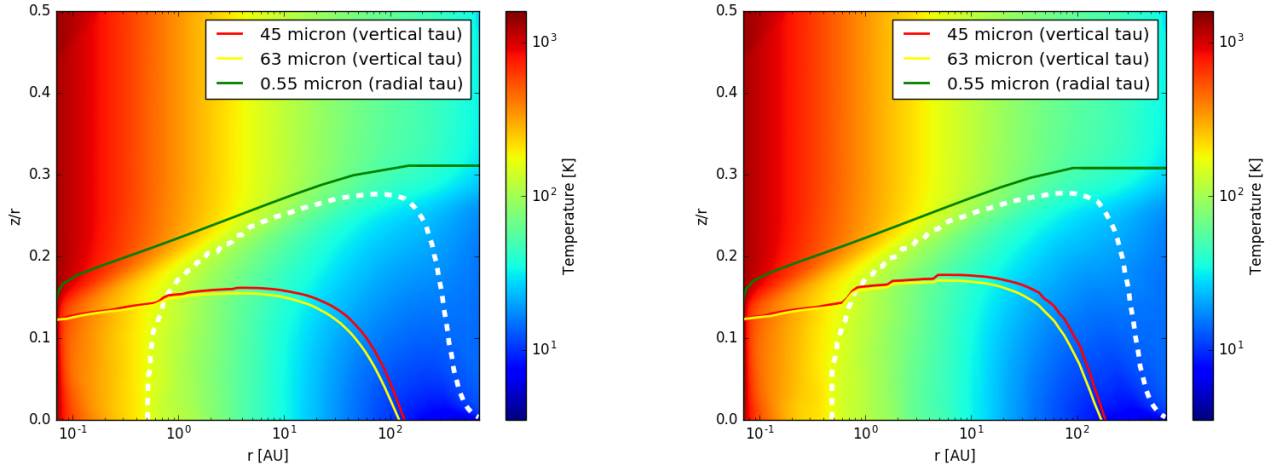 0.5
0.4
0.3
0.2
0.1
0.0
z/r
45 micron (vertical tau)
63 micron (vertical tau)
0.55 micron (radial tau)
10⁻¹
10⁰
10¹
10²
r [AU]
10³
10²
10¹
Temperature [K]
0.5
0.4
0.3
0.2
0.1
0.0
z/r
45 micron (vertical tau)
63 micron (vertical tau)
0.55 micron (radial tau)
10⁻¹
10⁰
10¹
10²
r [AU]
10³
10²
10¹
Temperature [K]